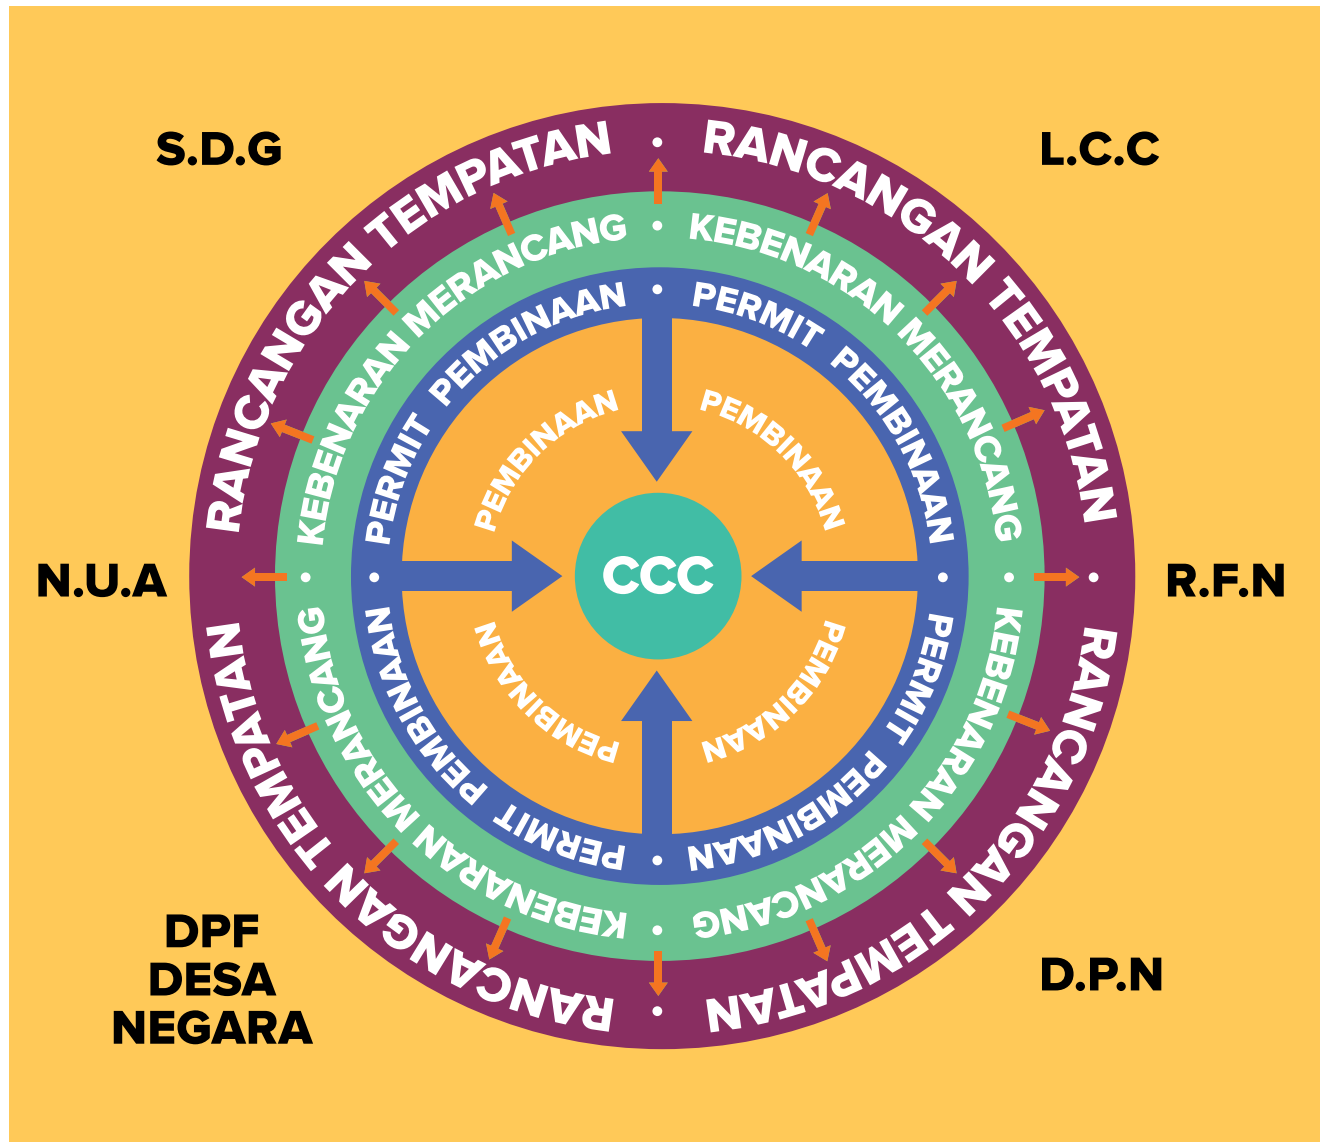 S.D.G
L.C.C
RANCANGAN TEMPATAN • RANCANGAN TEMPATAN • RANCANGAN TEMPATAN • RANCANGAN TEMPATAN
KEBENARAN MERANCANG • KEBENARAN MERANCANG • KEBENARAN MERANCANG • KEBENARAN MERANCANG •
PERMIT PEMBINAAN • PERMIT PEMBINAAN • PERMIT PEMBINAAN • PERMIT PEMBINAAN •
PEMBINAAN
PEMBINAAN
PEMBINAAN
PEMBINAAN
CCC
N.U.A
R.F.N
DPF
DESA
NEGARA
D.P.N